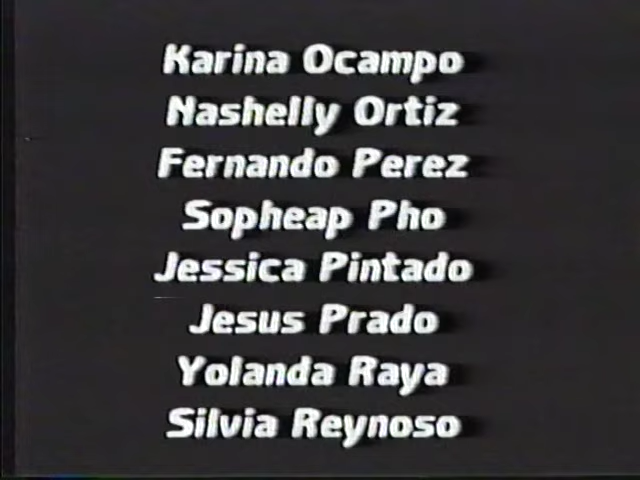 Karina Ocampo
Nashelly Ortiz
Fernando Perez
Sopheap Pho
Jessica Pintado
Jesus Prado
Yolanda Raya
Silvia Reynoso